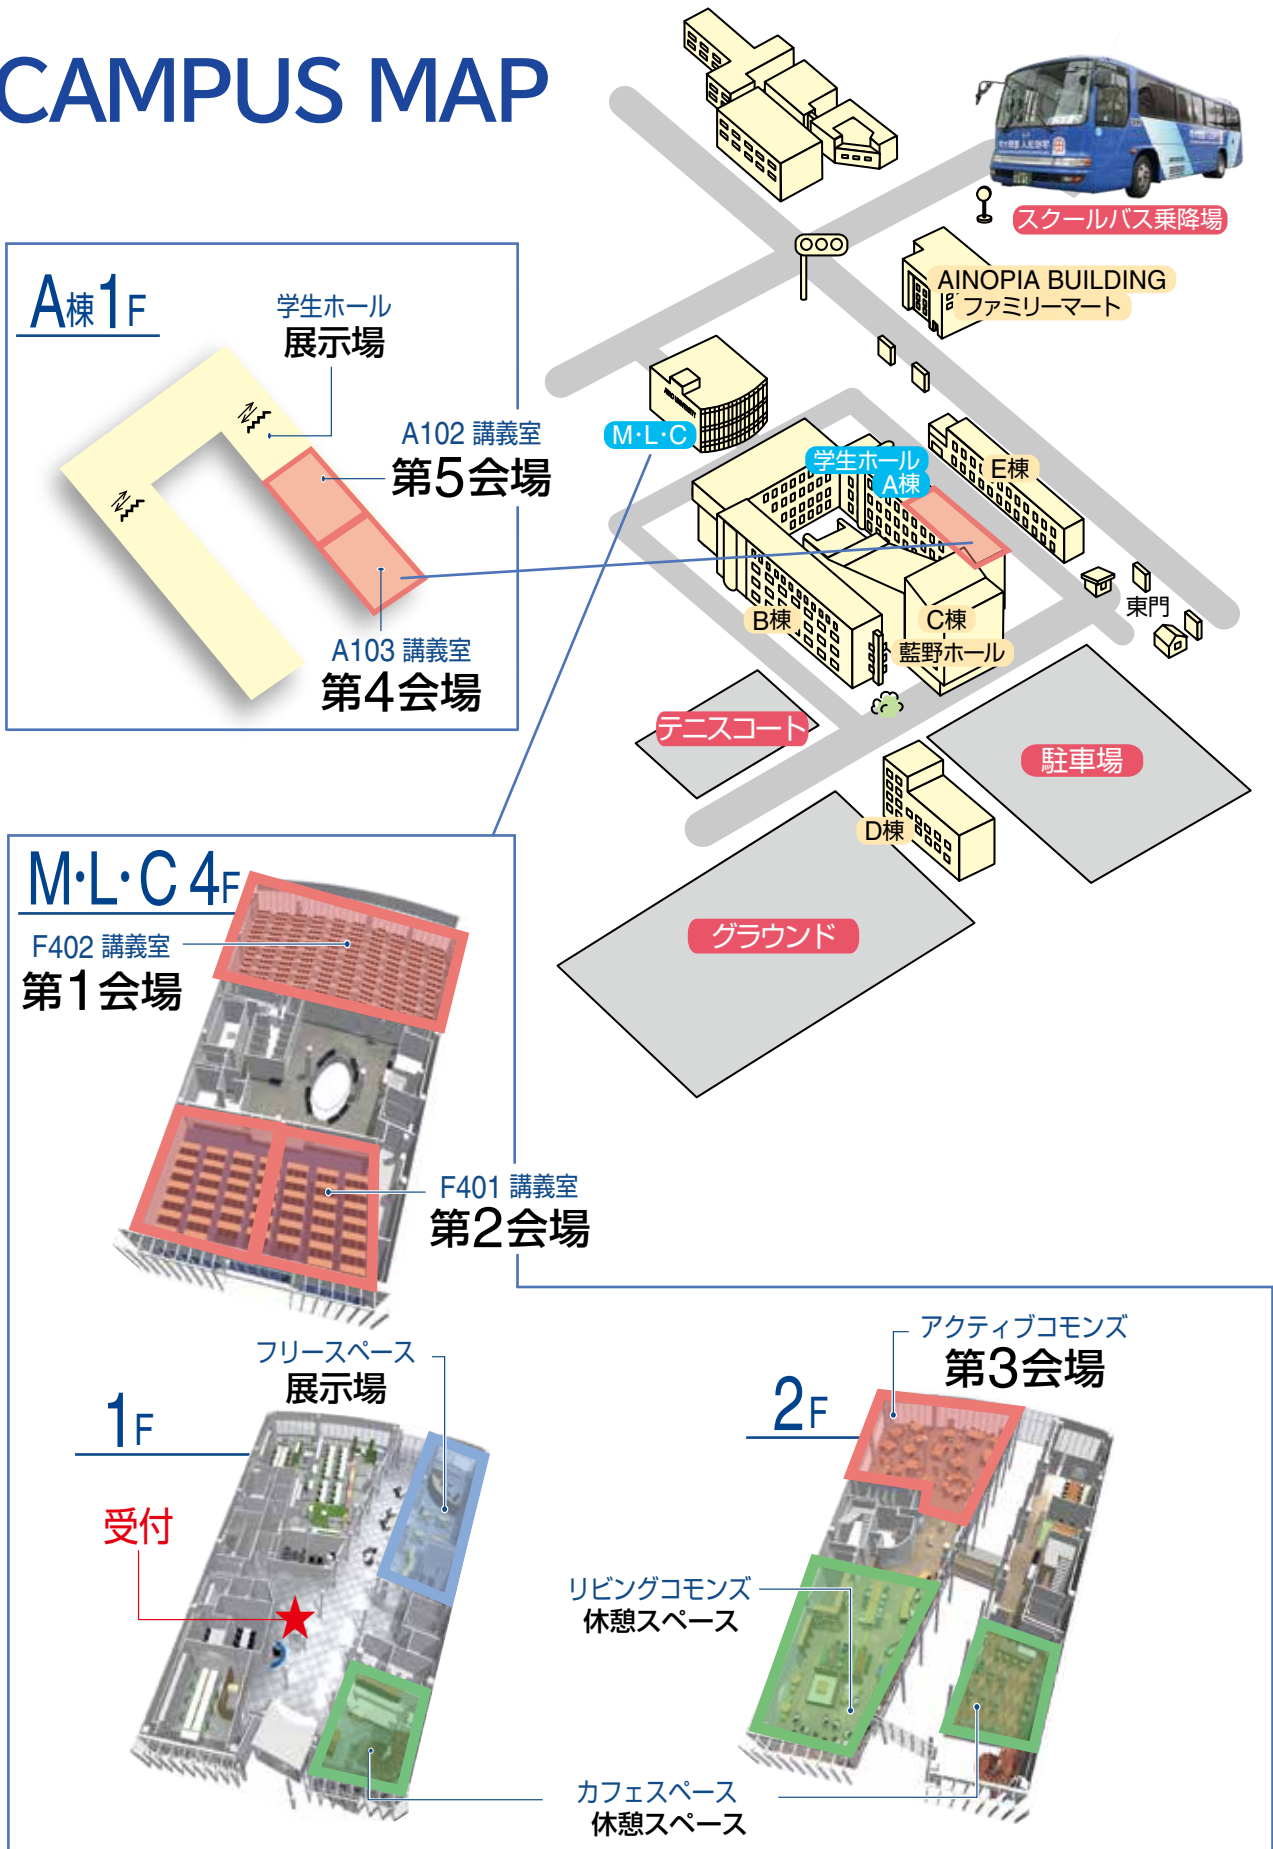 CAMPUS MAP
スクールバス乗降場
AINOPIA BUILDING
ファミリーマート
M・L・C
学生ホール
A棟
E棟
B棟
C棟
藍野ホール
東門
テニスコート
駐車場
D棟
グラウンド
A棟1F
学生ホール
展示場
A102 講義室
第5会場
A103 講義室
第4会場
M・L・C 4F
F402 講義室
第1会場
F401 講義室
第2会場
フリースペース
展示場
1F
受付
アクティブコモンズ
第3会場
2F
リビングコモンズ
休憩スペース
カフェスペース
休憩スペース